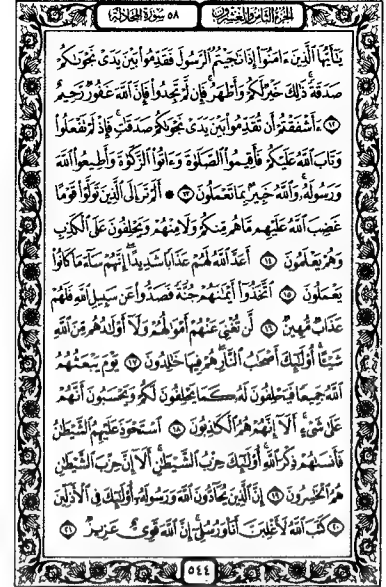 الجزء الثامن والعشرون
٥٨ سورة المجادلة
يَٰٓأَيُّهَا ٱلَّذِينَ ءَامَنُوٓاْ إِذَا نَٰجَيۡتُمُ ٱلرَّسُولَ فَقَدِّمُواْ بَيۡنَ يَدَيۡ نَجۡوَىٰكُمۡ
صَدَقَةٗۚ ذَٰلِكَ خَيۡرٞ لَّكُمۡ وَأَطۡهَرُۚ فَإِن لَّمۡ تَجِدُواْ فَإِنَّ ٱللَّهَ غَفُورٞ رَّحِيمٌ
١٢ ءَأَشۡفَقۡتُمۡ أَن تُقَدِّمُواْ بَيۡنَ يَدَيۡ نَجۡوَىٰكُمۡ صَدَقَٰتٖۚ فَإِذۡ لَمۡ تَفۡعَلُواْ
وَتَابَ ٱللَّهُ عَلَيۡكُمۡ فَأَقِيمُواْ ٱلصَّلَوٰةَ وَءَاتُواْ ٱلزَّكَوٰةَ وَأَطِيعُواْ ٱللَّهَ
وَرَسُولَهُۥۚ وَٱللَّهُ خَبِيرُۢ بِمَا تَعۡمَلُونَ ١٣ ۞ أَلَمۡ تَرَ إِلَى ٱلَّذِينَ تَوَلَّوۡاْ قَوۡمًا
غَضِبَ ٱللَّهُ عَلَيۡهِم مَّا هُم مِّنكُمۡ وَلَا مِنۡهُمۡ وَيَحۡلِفُونَ عَلَى ٱلۡكَذِبِ
وَهُمۡ يَعۡلَمُونَ ١٤ أَعَدَّ ٱللَّهُ لَهُمۡ عَذَابٗا شَدِيدًاۖ إِنَّهُمۡ سَآءَ مَا كَانُواْ
يَعۡمَلُونَ ١٥ ٱتَّخَذُوٓاْ أَيۡمَٰنَهُمۡ جُنَّةٗ فَصَدُّواْ عَن سَبِيلِ ٱللَّهِ فَلَهُمۡ
عَذَابٞ مُّهِينٞ ١٦ لَّن تُغۡنِيَ عَنۡهُمۡ أَمۡوَٰلُهُمۡ وَلَآ أَوۡلَٰدُهُم مِّنَ ٱللَّهِ
شَيۡـًٔاۚ أُوْلَٰٓئِكَ أَصۡحَٰبُ ٱلنَّارِۖ هُمۡ فِيهَا خَٰلِدُونَ ١٧ يَوۡمَ يَبۡعَثُهُمُ
ٱللَّهُ جَمِيعٗا فَيَحۡلِفُونَ لَهُۥ كَمَا يَحۡلِفُونَ لَكُمۡ وَيَحۡسَبُونَ أَنَّهُمۡ
عَلَىٰ شَيۡءٍۚ أَلَآ إِنَّهُمۡ هُمُ ٱلۡكَٰذِبُونَ ١٨ ٱسۡتَحۡوَذَ عَلَيۡهِمُ ٱلشَّيۡطَٰنُ
فَأَنسَىٰهُمۡ ذِكۡرَ ٱللَّهِۚ أُوْلَٰٓئِكَ حِزۡبُ ٱلشَّيۡطَٰنِۚ أَلَآ إِنَّ حِزۡبَ ٱلشَّيۡطَٰنِ
هُمُ ٱلۡخَٰسِرُونَ ١٩ إِنَّ ٱلَّذِينَ يُحَآدُّونَ ٱللَّهَ وَرَسُولَهُۥٓ أُوْلَٰٓئِكَ فِي ٱلۡأَذَلِّينَ
٢٠ كَتَبَ ٱللَّهُ لَأَغۡلِبَنَّ أَنَا۠ وَرُسُلِيٓۚ إِنَّ ٱللَّهَ قَوِيٌّ عَزِيزٞ ٢١
٥٤٤